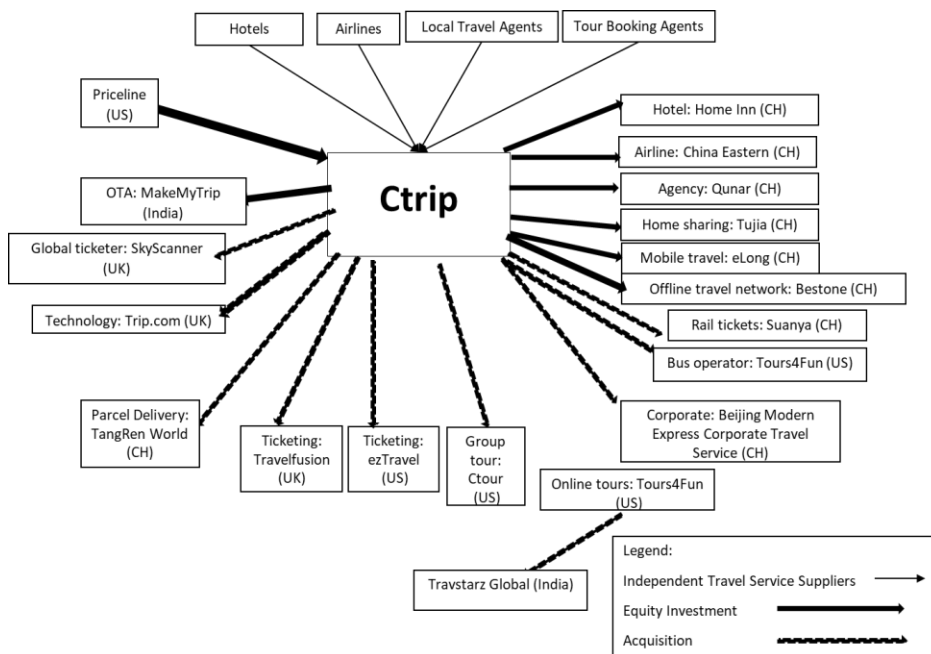 Hotels
Airlines
Local Travel Agents
Tour Booking Agents
Priceline
(US)
Hotel: Home Inn (CH)
Airline: China Eastern (CH)
Ctrip
OTA: MakeMyTrip
(India)
Agency: Qunar (CH)
Home sharing: Tujia (CH)
Global ticketer: SkyScanner
(UK)
Mobile travel: eLong (CH)
Offline travel network: Bestone (CH)
Technology: Trip.com (UK)
Rail tickets: Suanya (CH)
Bus operator: Tours4Fun (US)
Parcel Delivery:
TangRen World
(CH)
Ticketing:
Travelfusion
(UK)
Ticketing:
ezTravel
(US)
Group
tour:
Ctour
(US)
Corporate: Beijing Modern
Express Corporate Travel
Service (CH)
Online tours: Tours4Fun
(US)
Travstarz Global (India)
Legend:
Independent Travel Service Suppliers
Equity Investment
Acquisition